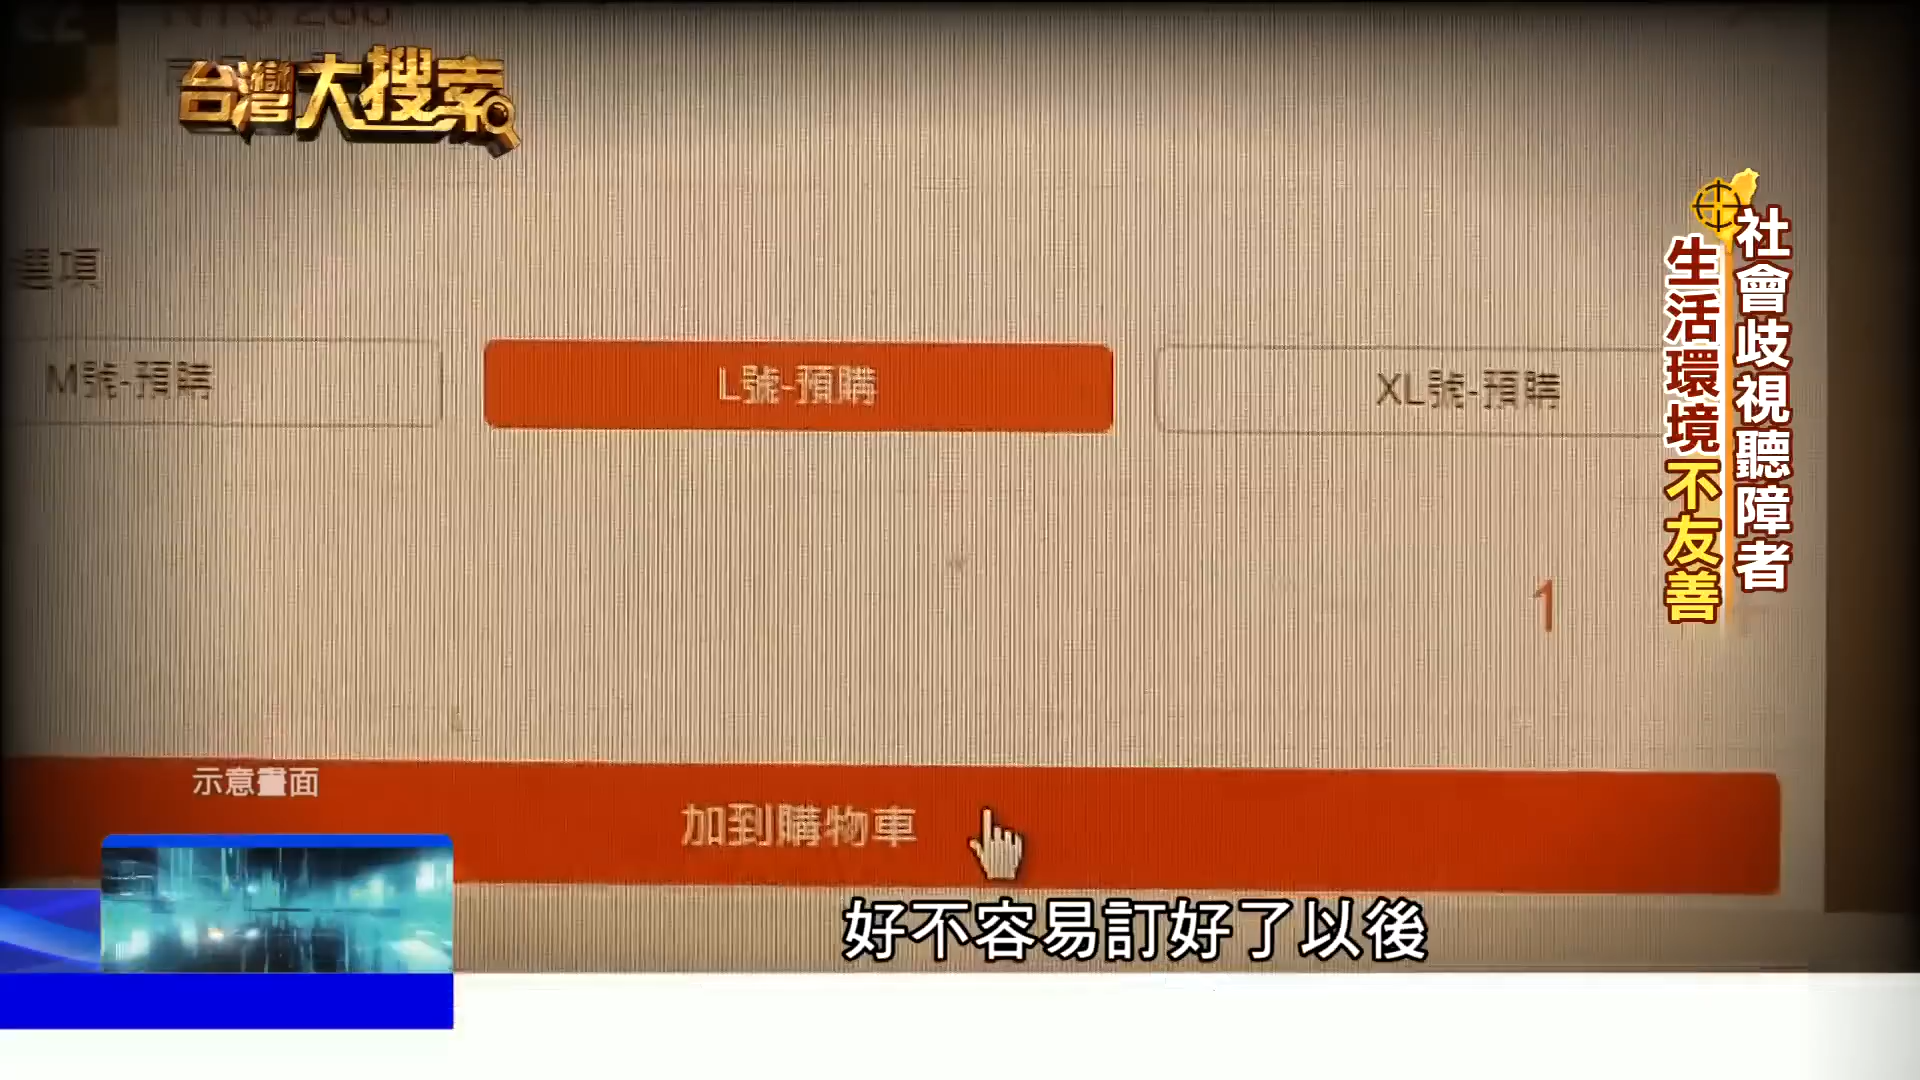 台灣大搜索
社會歧視聽障者
生活環境不友善
選項
M號-預購
L號-預購
XL號-預購
1
示意畫面
加到購物車
好不容易訂好了以後